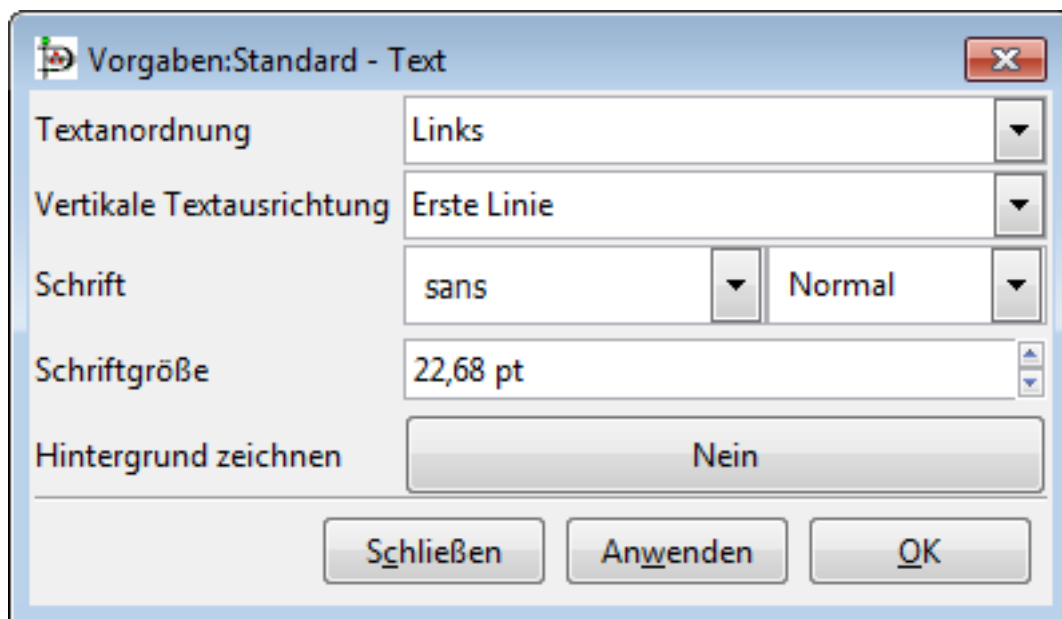 Vorgaben:Standard - Text
Textanordnung Links
Vertikale Textausrichtung Erste Linie
Schrift sans Normal
Schriftgröße 22,68 pt
Hintergrund zeichnen Nein
Schließen Anwenden OK